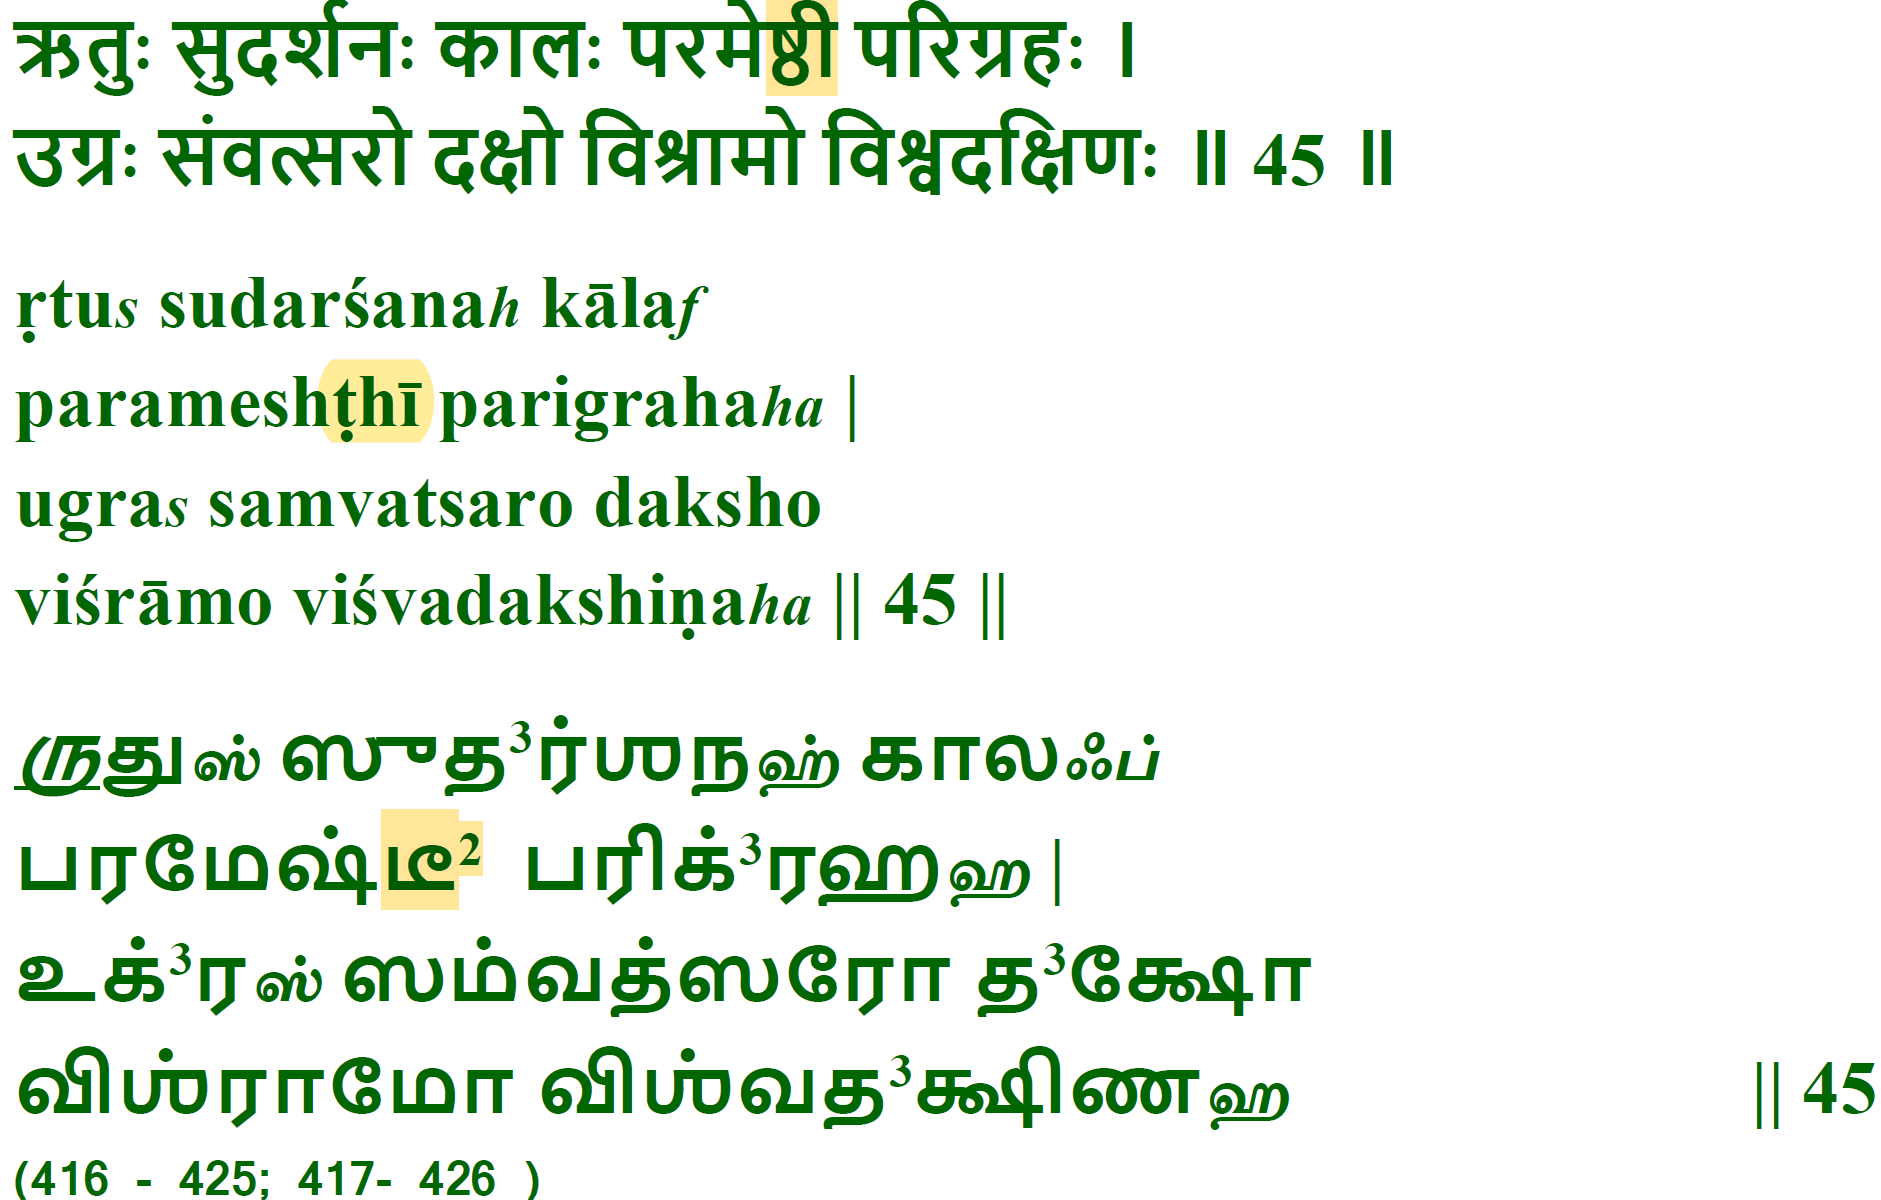 ऋतुः सुदर्शनः कालः परमेष्ठी परिग्रहः ।
उग्रः संवत्सरो दक्षो विश्रामो विश्वदक्षिणः ॥ 45 ॥
ṛtus sudarśanah kālaf
parameshṭhī parigrahaha |
ugras samvatsaro daksho
viśrāmo viśvadakshiṇaha || 45 ||
ருதுஸ் ஸுத³ர்ஶநஹ் காலஃப்
பரமேஷ்டீ² பரிக்³ரஹஹ |
உக்³ரஸ் ஸம்வத்ஸரோ த³க்ஷோ
விஶ்ராமோ விஶ்வத³க்ஷிணஹ || 45
(416 - 425; 417- 426 )